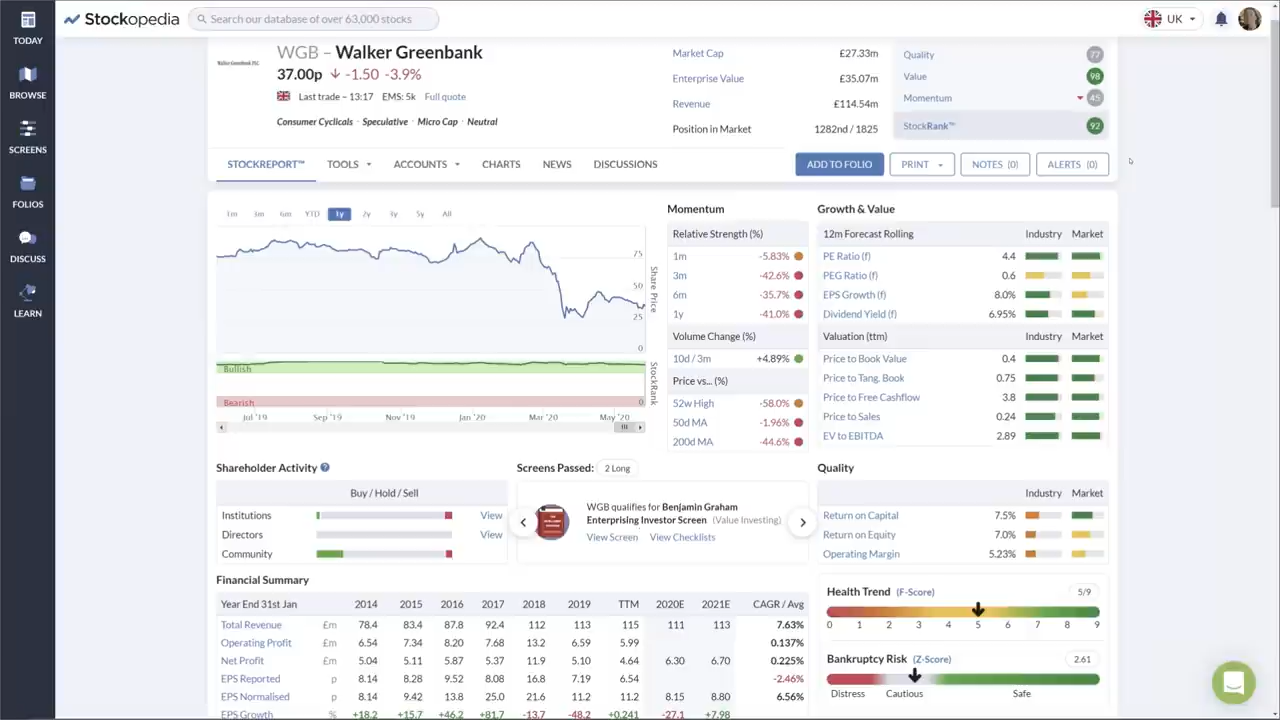 Stockopedia
Search our database of over 63,000 stocks
UK
TODAY
BROWSE
SCREENS
FOLIOS
DISCUSS
LEARN
Walker Greenbank PLC
WGB – Walker Greenbank
37.00p ↓ -1.50 -3.9%
Last trade – 13:17 EMS: 5k Full quote
Consumer Cyclicals · Speculative · Micro Cap · Neutral
Market Cap £27.33m
Enterprise Value £35.07m
Revenue £114.54m
Position in Market 1282nd / 1825
Quality 77
Value 98
Momentum 45
StockRank™ 92
STOCKREPORT™ TOOLS ACCOUNTS CHARTS NEWS DISCUSSIONS
ADD TO FOLIO PRINT NOTES (0) ALERTS (0)
1m 3m 6m YTD 1y 2y 3y 5y All
75
50
25
0
Share Price
Bullish
Bearish
0
StockRank
Jul '19 Sep '19 Nov '19 Jan '20 Mar '20 May '20
Momentum
Relative Strength (%)
1m -5.83%
3m -42.6%
6m -35.7%
1y -41.0%
Volume Change (%)
10d / 3m +4.89%
Price vs... (%)
52w High -58.0%
50d MA -1.96%
200d MA -44.6%
Growth & Value
12m Forecast Rolling Industry Market
PE Ratio (f) 4.4
PEG Ratio (f) 0.6
EPS Growth (f) 8.0%
Dividend Yield (f) 6.95%
Valuation (ttm) Industry Market
Price to Book Value 0.4
Price to Tang. Book 0.75
Price to Free Cashflow 3.8
Price to Sales 0.24
EV to EBITDA 2.89
Shareholder Activity ?
Buy / Hold / Sell
Institutions View
Directors View
Community
Screens Passed: 2 Long
WGB qualifies for Benjamin Graham
Enterprising Investor Screen (Value Investing)
View Screen View Checklists
Quality
Industry Market
Return on Capital 7.5%
Return on Equity 7.0%
Operating Margin 5.23%
Financial Summary
Year End 31st Jan 2014 2015 2016 2017 2018 2019 TTM 2020E 2021E CAGR / Avg
Total Revenue £m 78.4 83.4 87.8 92.4 112 113 115 111 113 7.63%
Operating Profit £m 6.54 7.34 8.20 7.68 13.2 6.59 5.99 0.137%
Net Profit £m 5.04 5.11 5.87 5.37 11.9 5.10 4.64 6.30 6.70 0.225%
EPS Reported p 8.14 8.28 9.52 8.08 16.8 7.19 6.54 -2.46%
EPS Normalised p 8.14 9.42 13.8 25.0 21.6 11.2 11.2 8.15 8.80 6.56%
EPS Growth % +18.2 +15.7 +46.2 +81.7 -13.7 -48.2 +0.241 -27.1 +7.98
Health Trend (F-Score) 5/9
0 1 2 3 4 5 6 7 8 9
Bankruptcy Risk (Z-Score) 2.61
Distress Cautious Safe